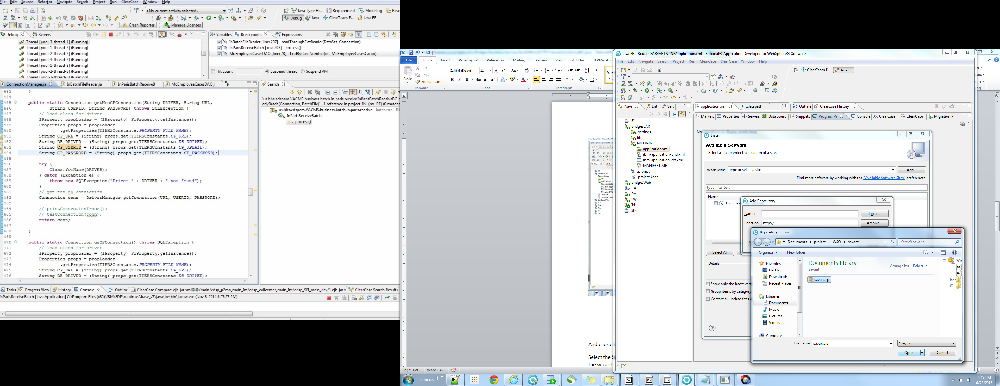 File Edit Source Refactor Navigate Search Project Run ClearCase Window Help
<No current activity selected>
Java Type Hi... Requirement Modeling Reso
Debug Java ClearTeam E... Java EE
Crash Reporter Manage Licenses
Debug Servers
Thread [pool-3-thread-1] (Running)
Thread [pool-1-thread-2] (Running)
Thread [pool-2-thread-2] (Running)
Thread [pool-3-thread-2] (Running)
Thread [pool-1-thread-3] (Running)
Thread [pool-2-thread-3] (Running)
Thread [pool-3-thread-3] (Running)
Variables Breakpoints Expressions
InBatchFileReader [line: 237] - readThroughFlatReader(DataSet, Connection)
InParisReceiveBatch [line: 203] - process()
MoEmployeeCasesDAO [line: 78] - findByCaseNumber(int, MoEmployeeCasesCargo)
Hit count: Suspend thread Suspend VM
ConnectionManager.ja InBatchFileReader.ja InParisBatchReceiveB MoEmployeeCasesDAO.j »9
443 }
444
445 public static Connection getNonCPConnection(String DRIVER, String URL,
446 String USERID, String PASSWORD) throws SQLException {
447 // load class for driver
448 IProperty propLoader = (IProperty) FwProperty.getInstance();
449 Properties props = propLoader
450 .getProperties(TIERSConstants.PROPERTY_FILE_NAME);
451 String CP_URL = (String) props.get(TIERSConstants.CP_URL);
452 String DB_DRIVER = (String) props.get(TIERSConstants.DB_DRIVER);
453 String CP_USERID = (String) props.get(TIERSConstants.CP_USERID);
454 String CP_PASSWORD = (String) props.get(TIERSConstants.CP_PASSWORD);
455
456 try {
457 Class.forName(DRIVER);
458 } catch (Exception e) {
459 throw new SQLException("Driver " + DRIVER + " not found");
460 }
461 // get the db connection
462 Connection conn = DriverManager.getConnection(URL, USERID, PASSWORD);
463
464 // printConnectionTrace();
465 // testConnection(conn);
466 return conn;
467
468 }
469
470 public static Connection geCPConnection() throws SQLException {
471 // load class for driver
472 IProperty propLoader = (IProperty) FwProperty.getInstance();
473 Properties props = propLoader
474 .getProperties(TIERSConstants.PROPERTY_FILE_NAME);
475 String CP_URL = (String) props.get(TIERSConstants.CP_URL);
476 String DB_DRIVER = (String) props.get(TIERSConstants.DB_DRIVER);
Search
'us.hhs.edspem.VACMS.business.batch.in.paris.receive.InParisBatchReceiveBO.m
erlyBatch(Connection, BatchFile)' - 1 reference in project 'IN' (no JRE) (0 matche
us.hhs.edspem.VACMS.business.batch.in.paris.receive - batch/src - IN
InParisReceiveBatch
process()
Tasks Progress View History Console Outline ClearCase Compare: ejb-jar.xml@@/main/edsp_p2ma_main_Int/edsp_callcenter_main_Int/edsp_SFI_main_dev/1 ejb-jar.x ClearCase Search Results
InParisReceiveBatch [Java Application] C:\Program Files (x86)\IBM\SDP\runtimes\base_v7\java\jre\bin\javaw.exe (Nov 8, 2014 4:57:27 PM)
File Home Insert Page Layout References Mailings Review View Add-Ins TERMinator
Paste
Cut
Copy
Format Painter
Clipboard
Calibri (Body) 11
Font
Paragraph
And click o
Select the S
the wizard.
Page: 3 of 5 Words: 425
Java EE - BridgesEAR/META-INF/application.xml - Rational® Application Developer for WebSphere® Software
File Edit Navigate Search Project Run ClearCase ClearCase Window Help
ClearTeam E... Java EE
Navi Ent Serv
BI
BridgesEAR
.settings
lib
META-INF
application.xml
ibm-application-bnd.xml
ibm-application-ext.xml
MANIFEST.MF
.project
.project.keep
bridgesWeb
CA
DA
FW
IN
SD
application.xml .classpath
Outline ClearCase History
Markers Properties Servers Data Sourc Snippets Progress Vi Console ClearCase ClearCase Migration R
No
Install
Available Software
Select a site or enter the location of a site.
Work with: type or select a site Add...
Find more software by working with the "Available Software Sites" preferences.
type filter text
Name
There is
Select All
Details
Show only the latest vers
Group items by category
Contact all update sites
Add Repository
Name: Local...
Location: http:// Archive...
Repository archive
« Documents project WSO savant Search savant
Organize New folder
Favorites
Desktop
Downloads
Recent Places
Libraries
Documents
Music
Pictures
Videos
Computer
Documents library
savant
Arrange by: Folder
savan.zip
Win
File name: savan.zip *.jar;*.zip
Open Cancel
shortcuts
6:45 PM
6/22/2015